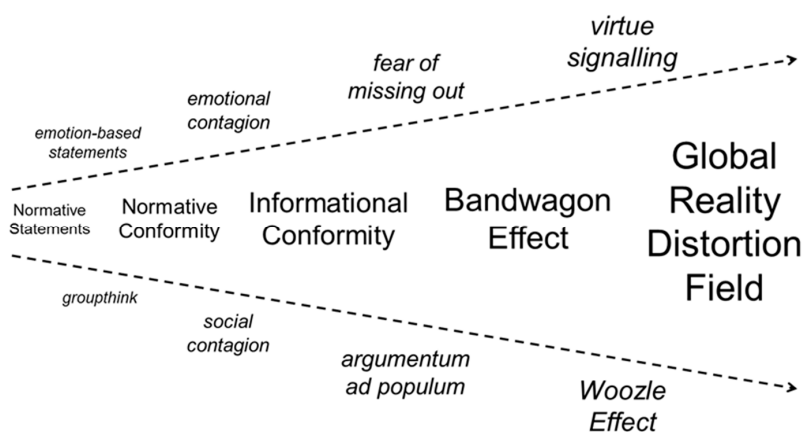 virtue
signalling
fear of
missing out
emotional
contagion
emotion-based
statements
Normative
Statements
Normative
Conformity
Informational
Conformity
Bandwagon
Effect
Global
Reality
Distortion
Field
groupthink
social
contagion
argumentum
ad populum
Woozle
Effect